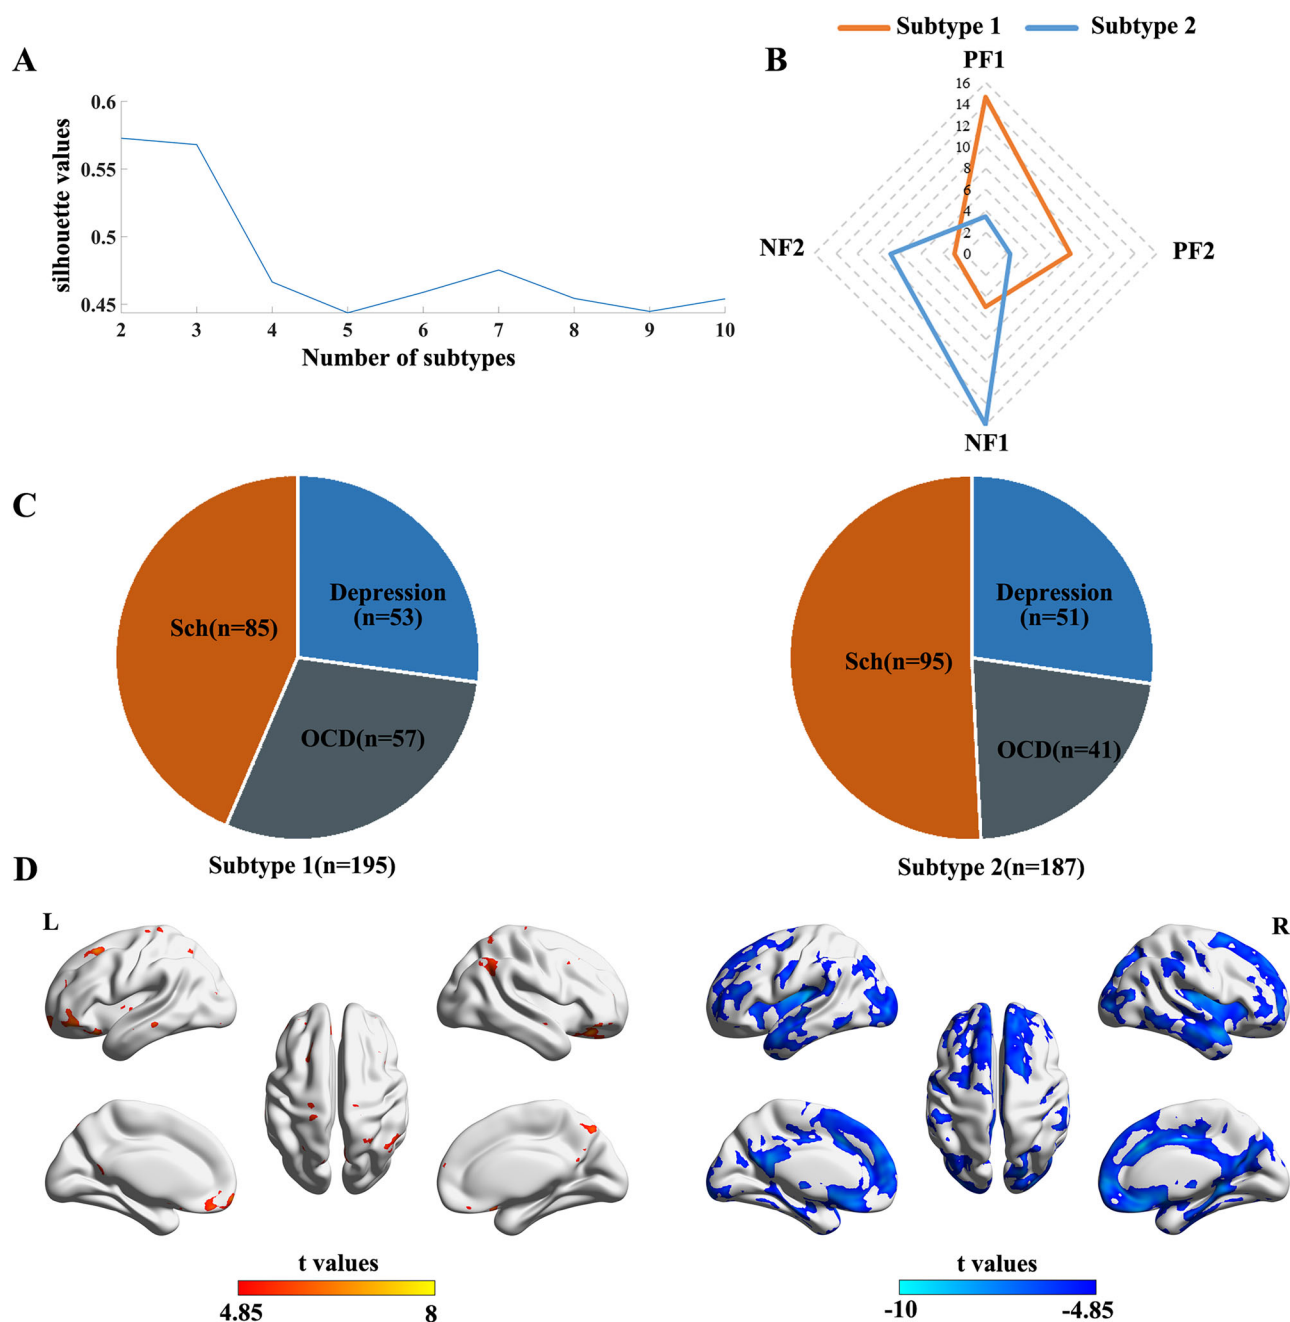 Subtype 1 Subtype 2
A
0.6
0.55
0.5
0.45
silhouette values
2 3 4 5 6 7 8 9 10
Number of subtypes
B
PF1
16
14
12
10
8
6
4
2
0
NF2
PF2
NF1
C
Depression
(n=53)
Sch(n=85)
OCD(n=57)
Subtype 1(n=195)
Depression
(n=51)
Sch(n=95)
OCD(n=41)
Subtype 2(n=187)
D
L
R
t values
4.85 8
t values
-10 -4.85